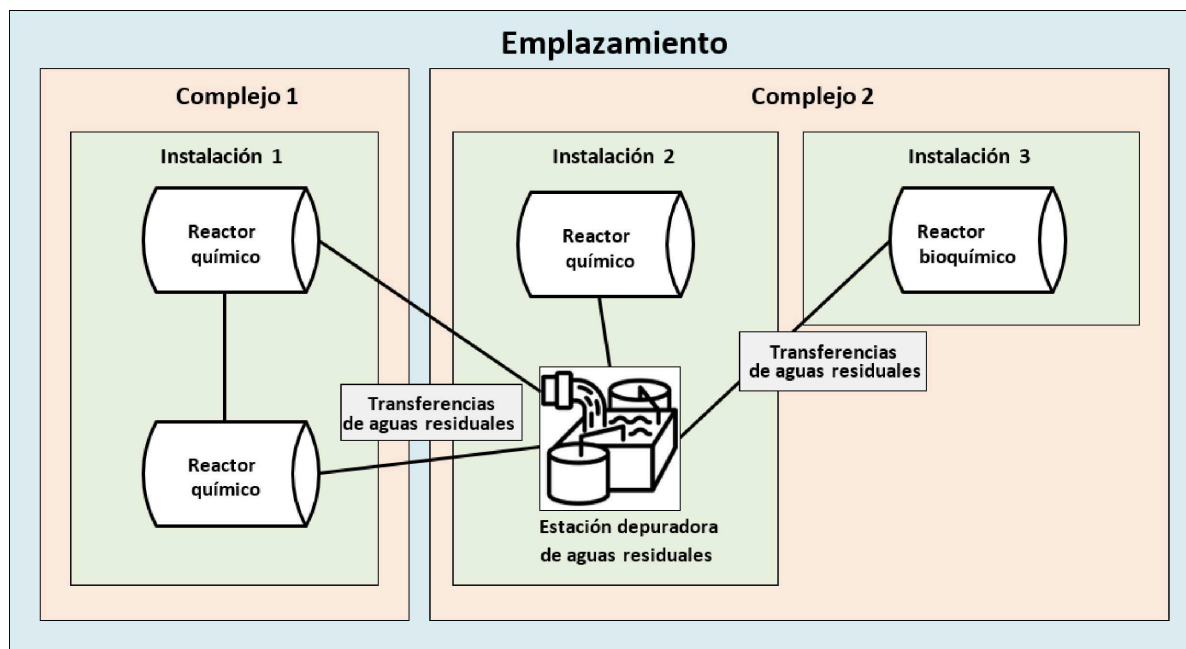 Emplazamiento
Complejo 1
Complejo 2
Instalación 1
Instalación 2
Instalación 3
Reactor
químico
Reactor
químico
Reactor
bioquímico
Transferencias
de aguas residuales
Transferencias
de aguas residuales
Reactor
químico
Estación depuradora
de aguas residuales